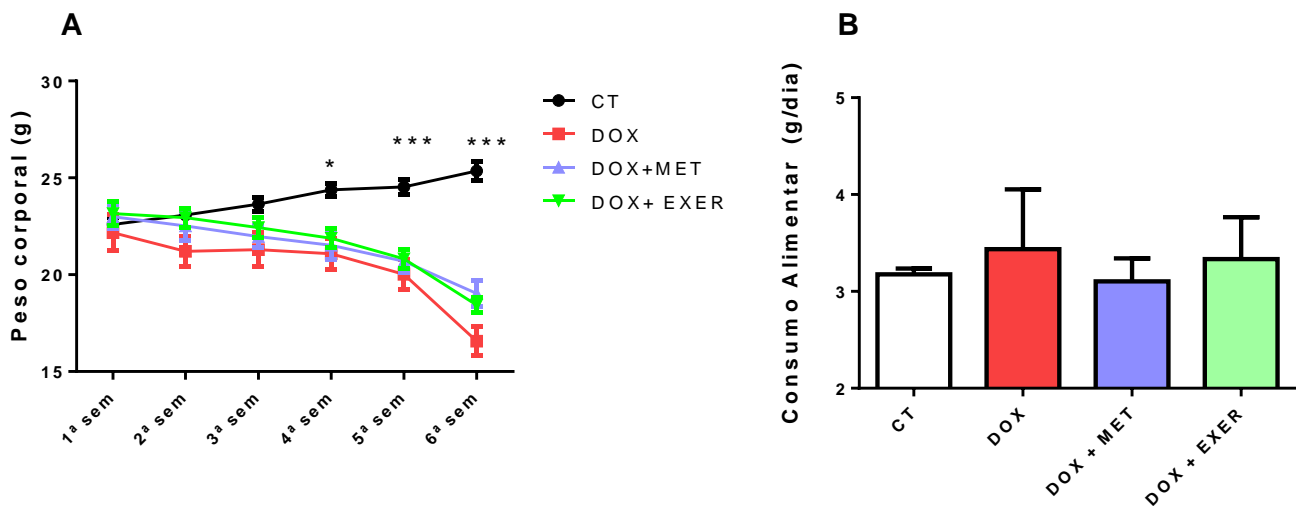 A
Peso corporal (g)
30
25
20
15
* *** ***
1ª sem
2ª sem
3ª sem
4ª sem
5ª sem
6ª sem
CT
DOX
DOX+MET
DOX+ EXER
B
Consumo Alimentar (g/dia)
5
4
3
2
CT
DOX
DOX + MET
DOX + EXER